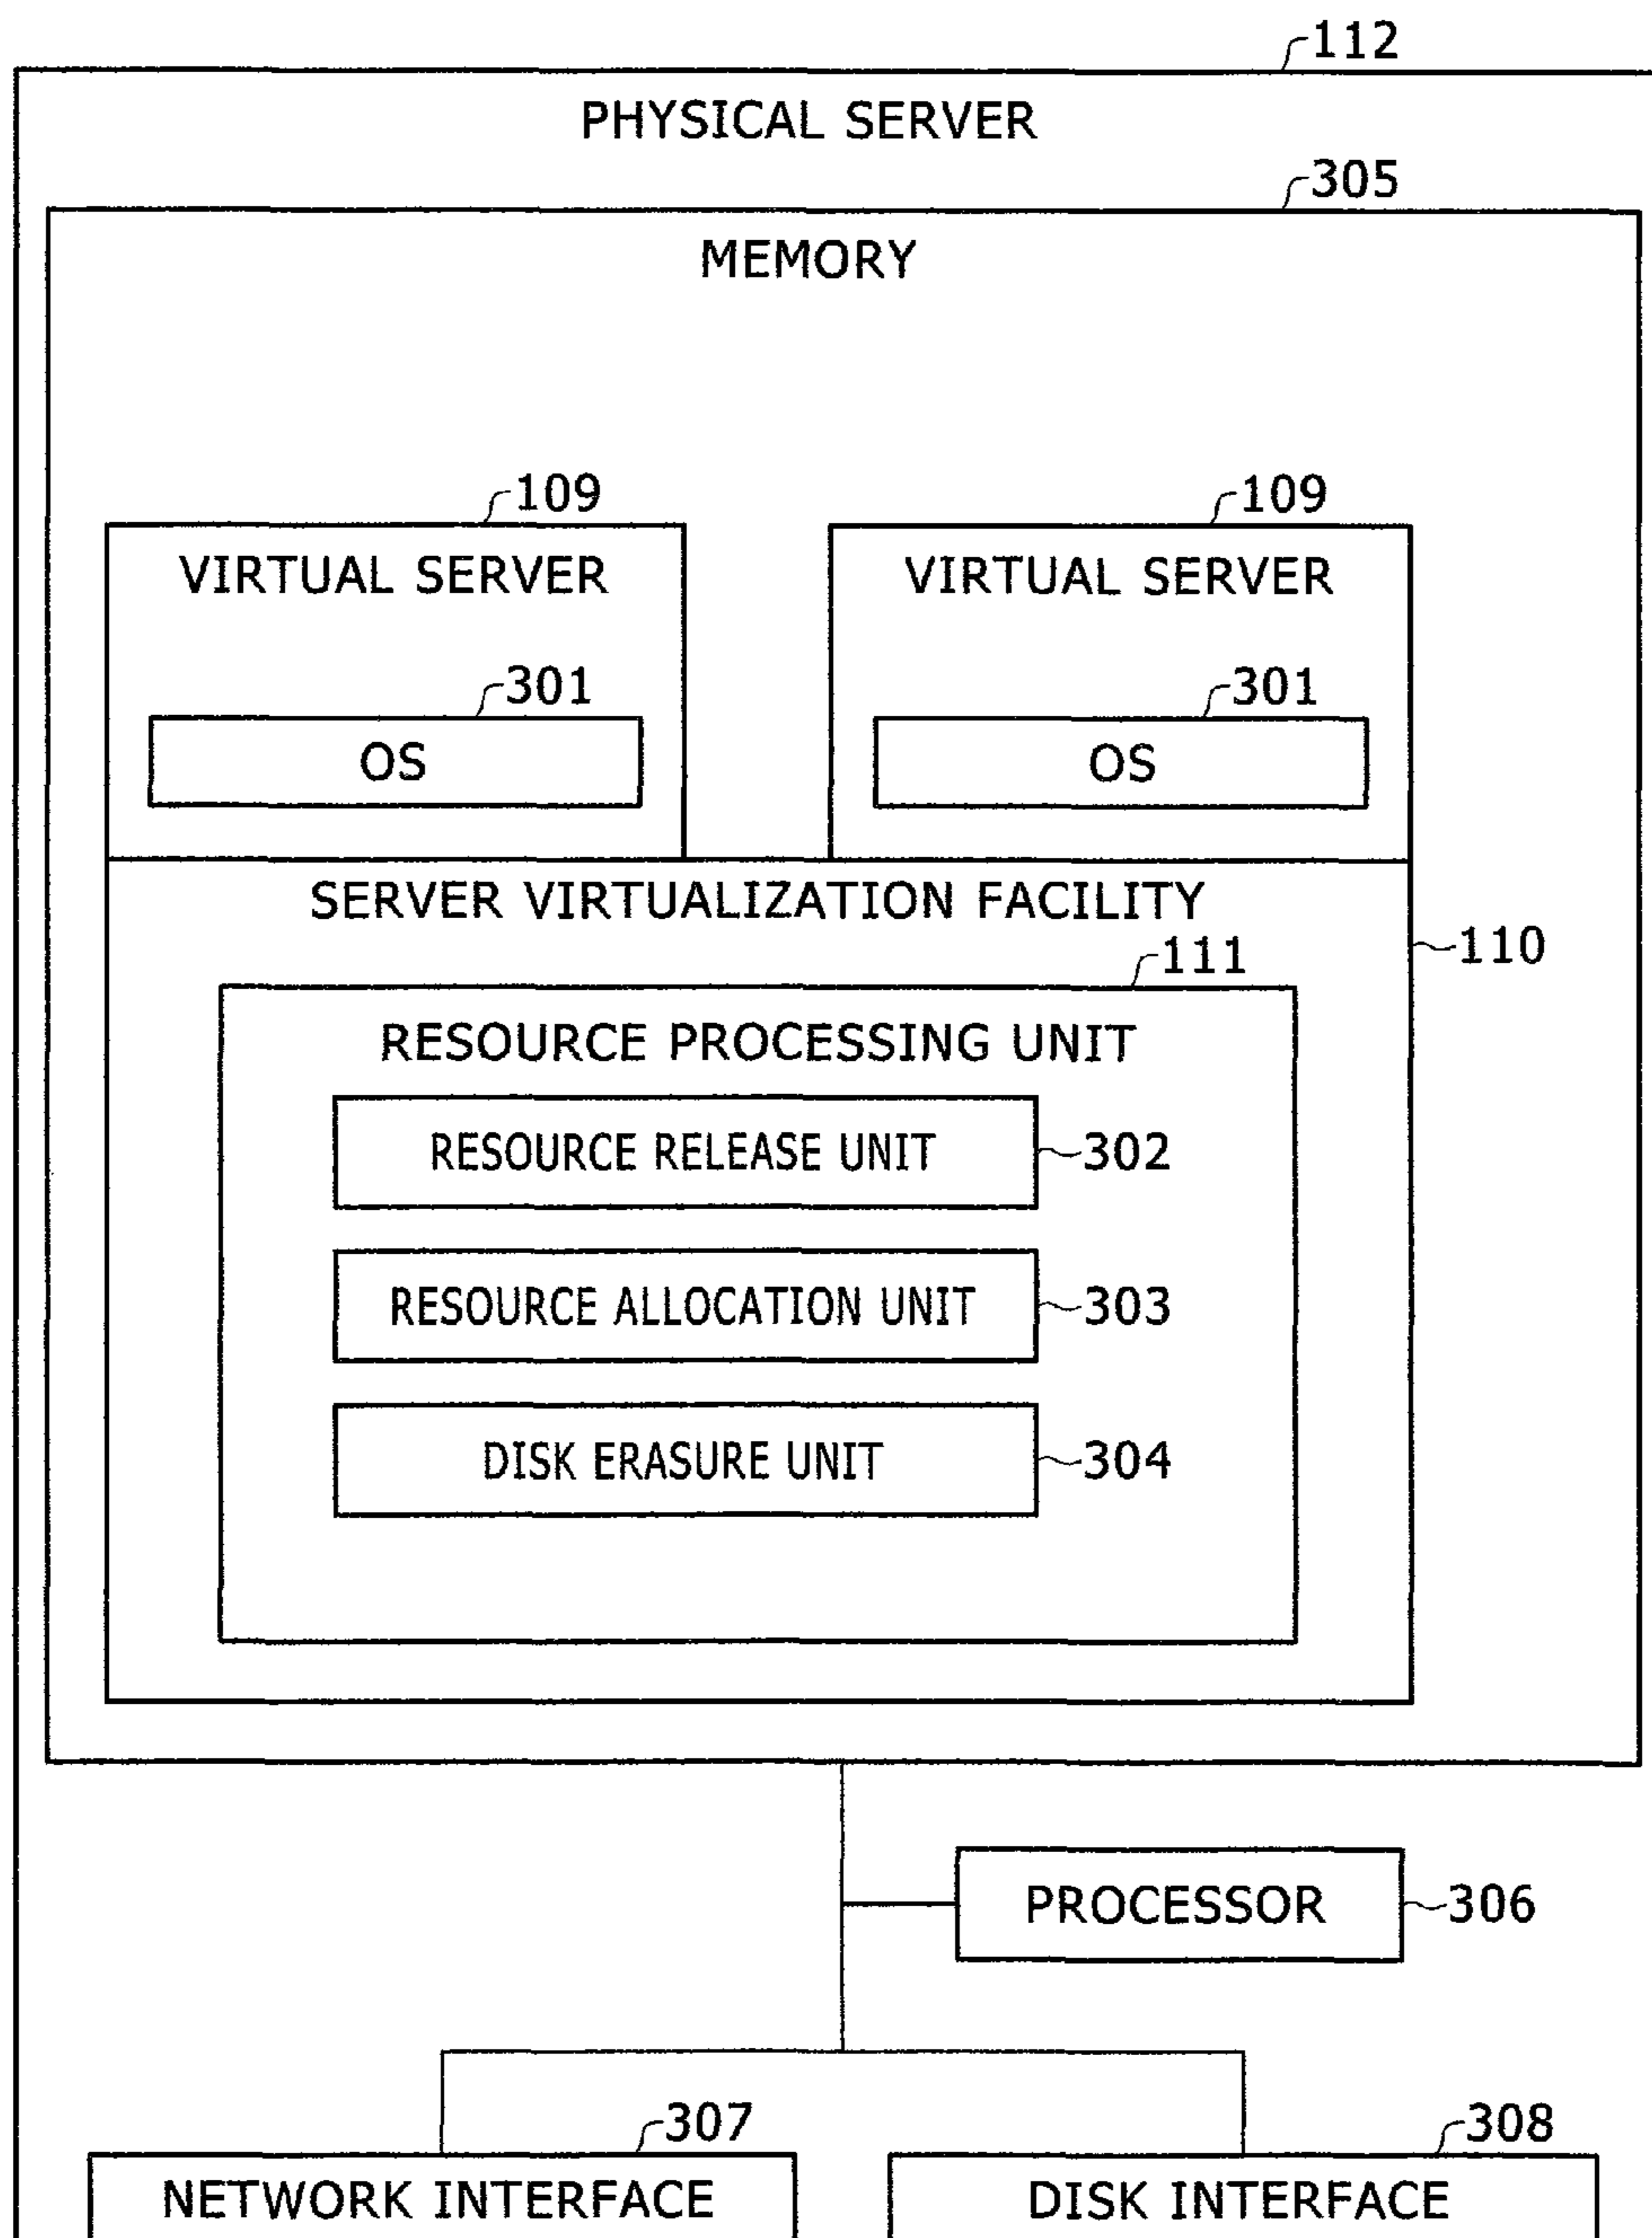 112
PHYSICAL SERVER
305
MEMORY
109
109
VIRTUAL SERVER
VIRTUAL SERVER
301
301
OS
OS
SERVER VIRTUALIZATION FACILITY
110
111
RESOURCE PROCESSING UNIT
RESOURCE RELEASE UNIT
302
RESOURCE ALLOCATION UNIT
303
DISK ERASURE UNIT
304
PROCESSOR
306
307
308
NETWORK INTERFACE
DISK INTERFACE